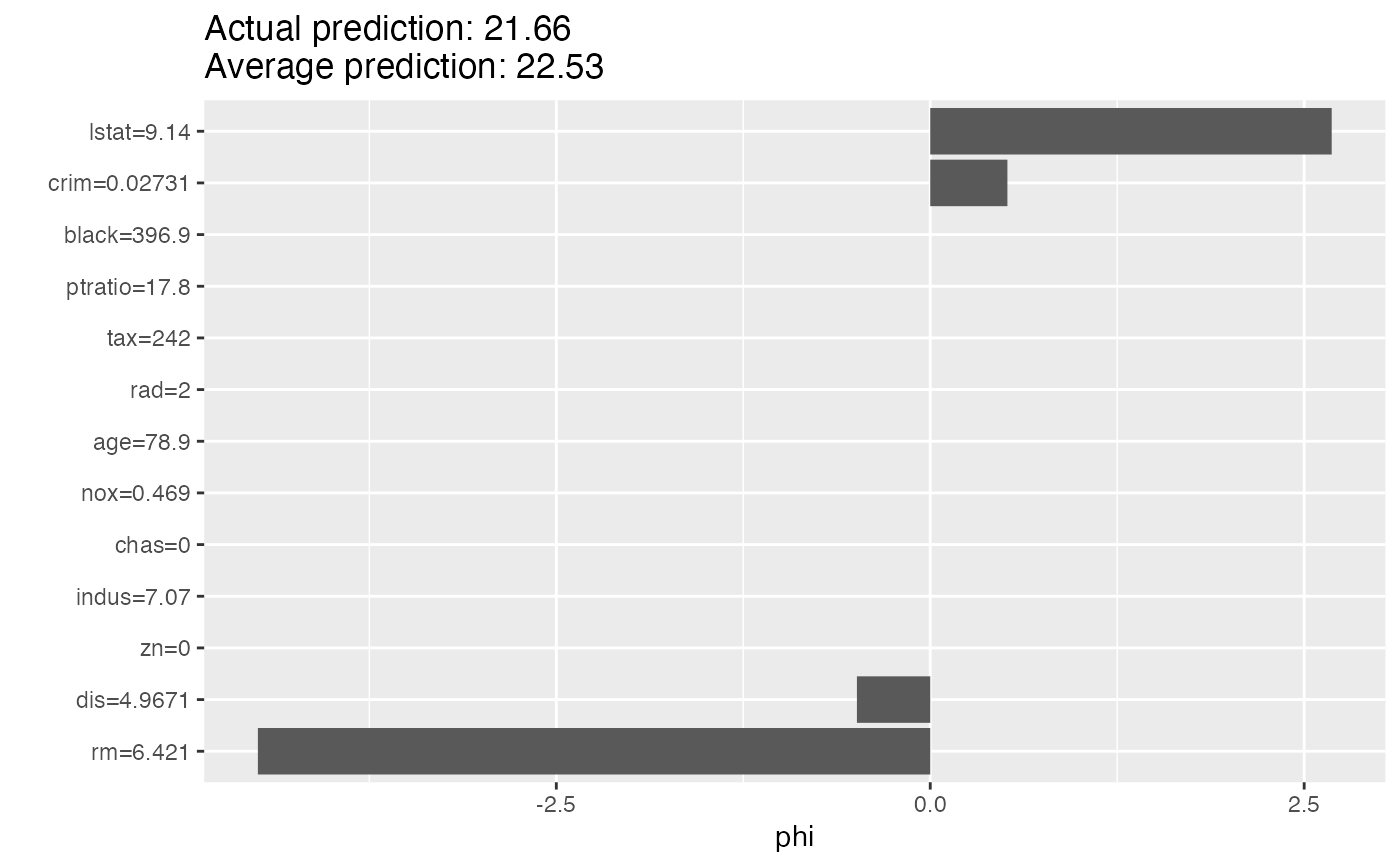 Actual prediction: 21.66
Average prediction: 22.53
lstat=9.14
crim=0.02731
black=396.9
ptratio=17.8
tax=242
rad=2
age=78.9
nox=0.469
chas=0
indus=7.07
zn=0
dis=4.9671
rm=6.421
-2.5 0.0 2.5
phi